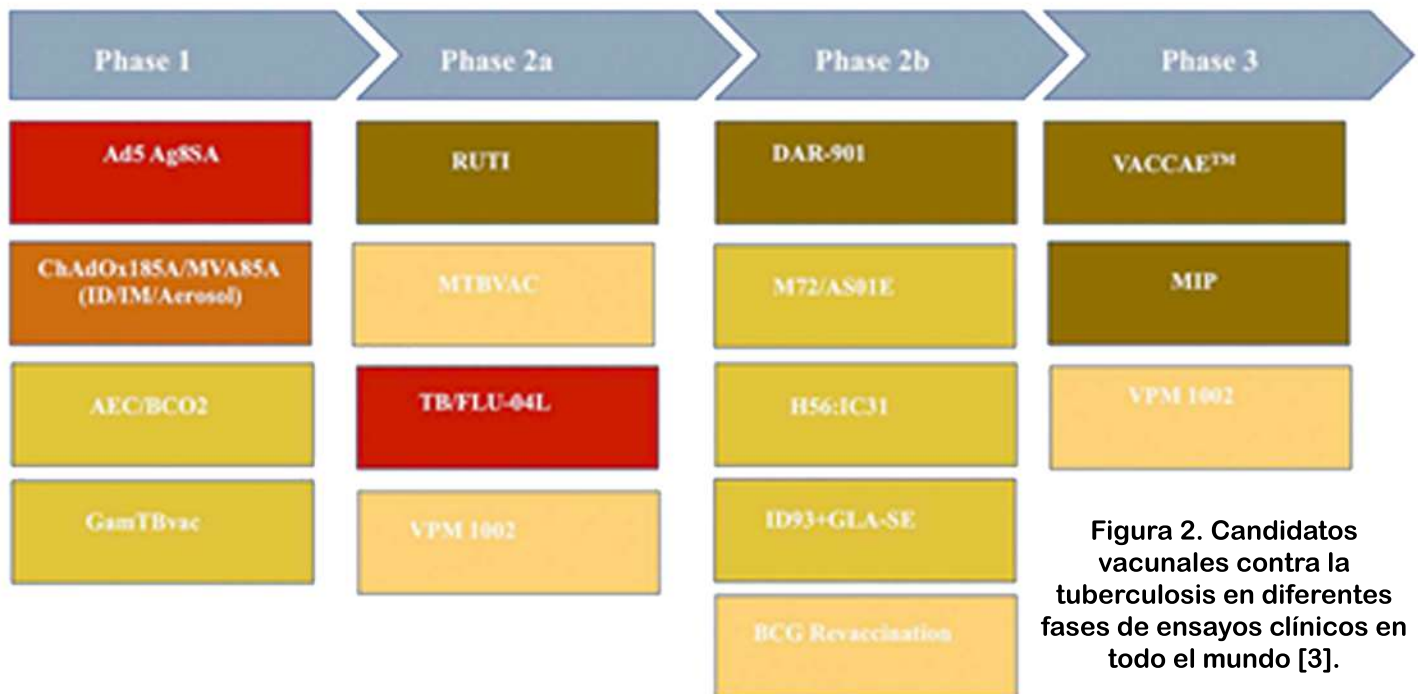 Phase 1
Phase 2a
Phase 2b
Phase 3
Ad5 Ag8SA
RUTI
DAR-901
VACCAE™
ChAdOx185A/MVA85A
(ID/IM/Aerosol)
MTBVAC
M72/AS01E
MIP
AEC/BCO2
TB/FLU-04L
H56:IC31
VPM 1002
GamTBvac
VPM 1002
ID93+GLA-SE
BCG Revaccination
Figura 2. Candidatos
vacunales contra la
tuberculosis en diferentes
fases de ensayos clínicos en
todo el mundo [3].